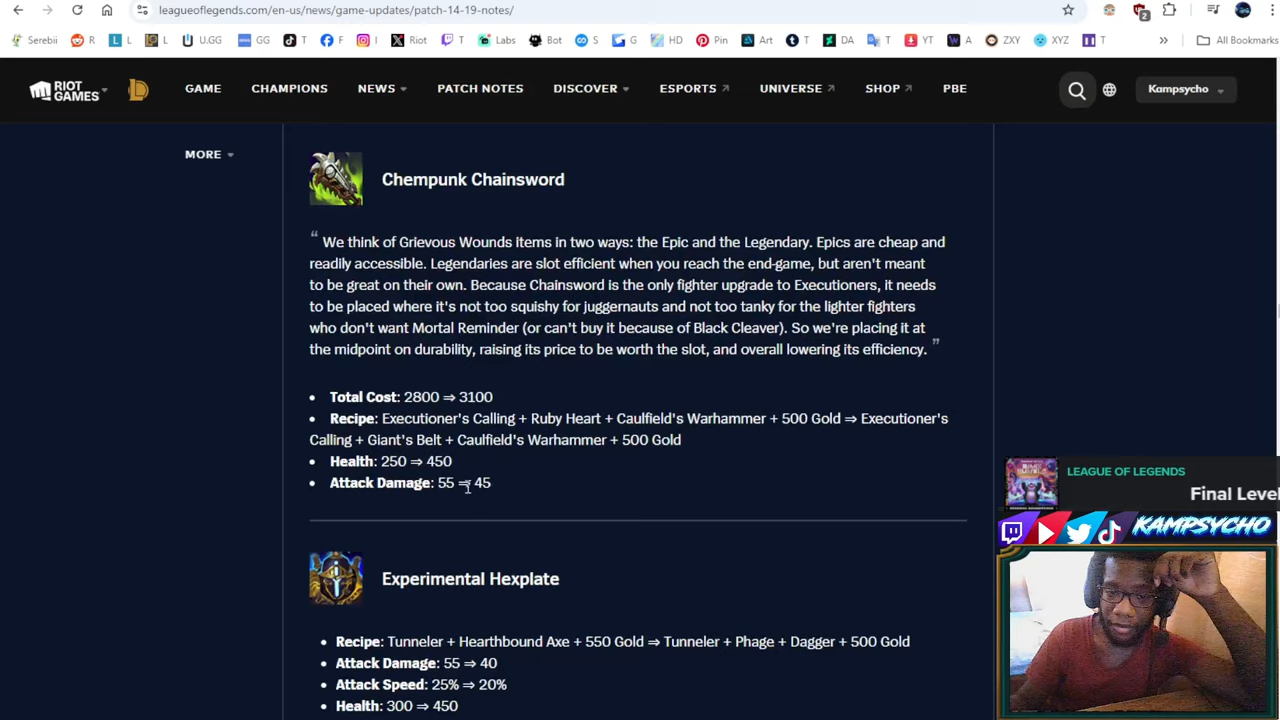 leagueoflegends.com/en-us/news/game-updates/patch-14-19-notes/
2
Serebii R L L U.GG GG T F I Riot T Labs Bot S G HD Pin Art T DA T YT A ZXY XYZ T » All Bookmarks
RIOT GAMES GAME CHAMPIONS NEWS PATCH NOTES DISCOVER ESPORTS UNIVERSE SHOP PBE Kampsycho
MORE
Chempunk Chainsword
“ We think of Grievous Wounds items in two ways: the Epic and the Legendary. Epics are cheap and
readily accessible. Legendaries are slot efficient when you reach the end-game, but aren't meant
to be great on their own. Because Chainsword is the only fighter upgrade to Executioners, it needs
to be placed where it's not too squishy for juggernauts and not too tanky for the lighter fighters
who don't want Mortal Reminder (or can't buy it because of Black Cleaver). So we're placing it at
the midpoint on durability, raising its price to be worth the slot, and overall lowering its efficiency. ”
• Total Cost: 2800 ⇒ 3100
• Recipe: Executioner's Calling + Ruby Heart + Caulfield's Warhammer + 500 Gold ⇒ Executioner's
Calling + Giant's Belt + Caulfield's Warhammer + 500 Gold
• Health: 250 ⇒ 450
• Attack Damage: 55 ⇒ 45
LEAGUE OF LEGENDS
Final Level
KAMPSYCHO
Experimental Hexplate
• Recipe: Tunneler + Hearthbound Axe + 550 Gold ⇒ Tunneler + Phage + Dagger + 500 Gold
• Attack Damage: 55 ⇒ 40
• Attack Speed: 25% ⇒ 20%
• Health: 300 ⇒ 450